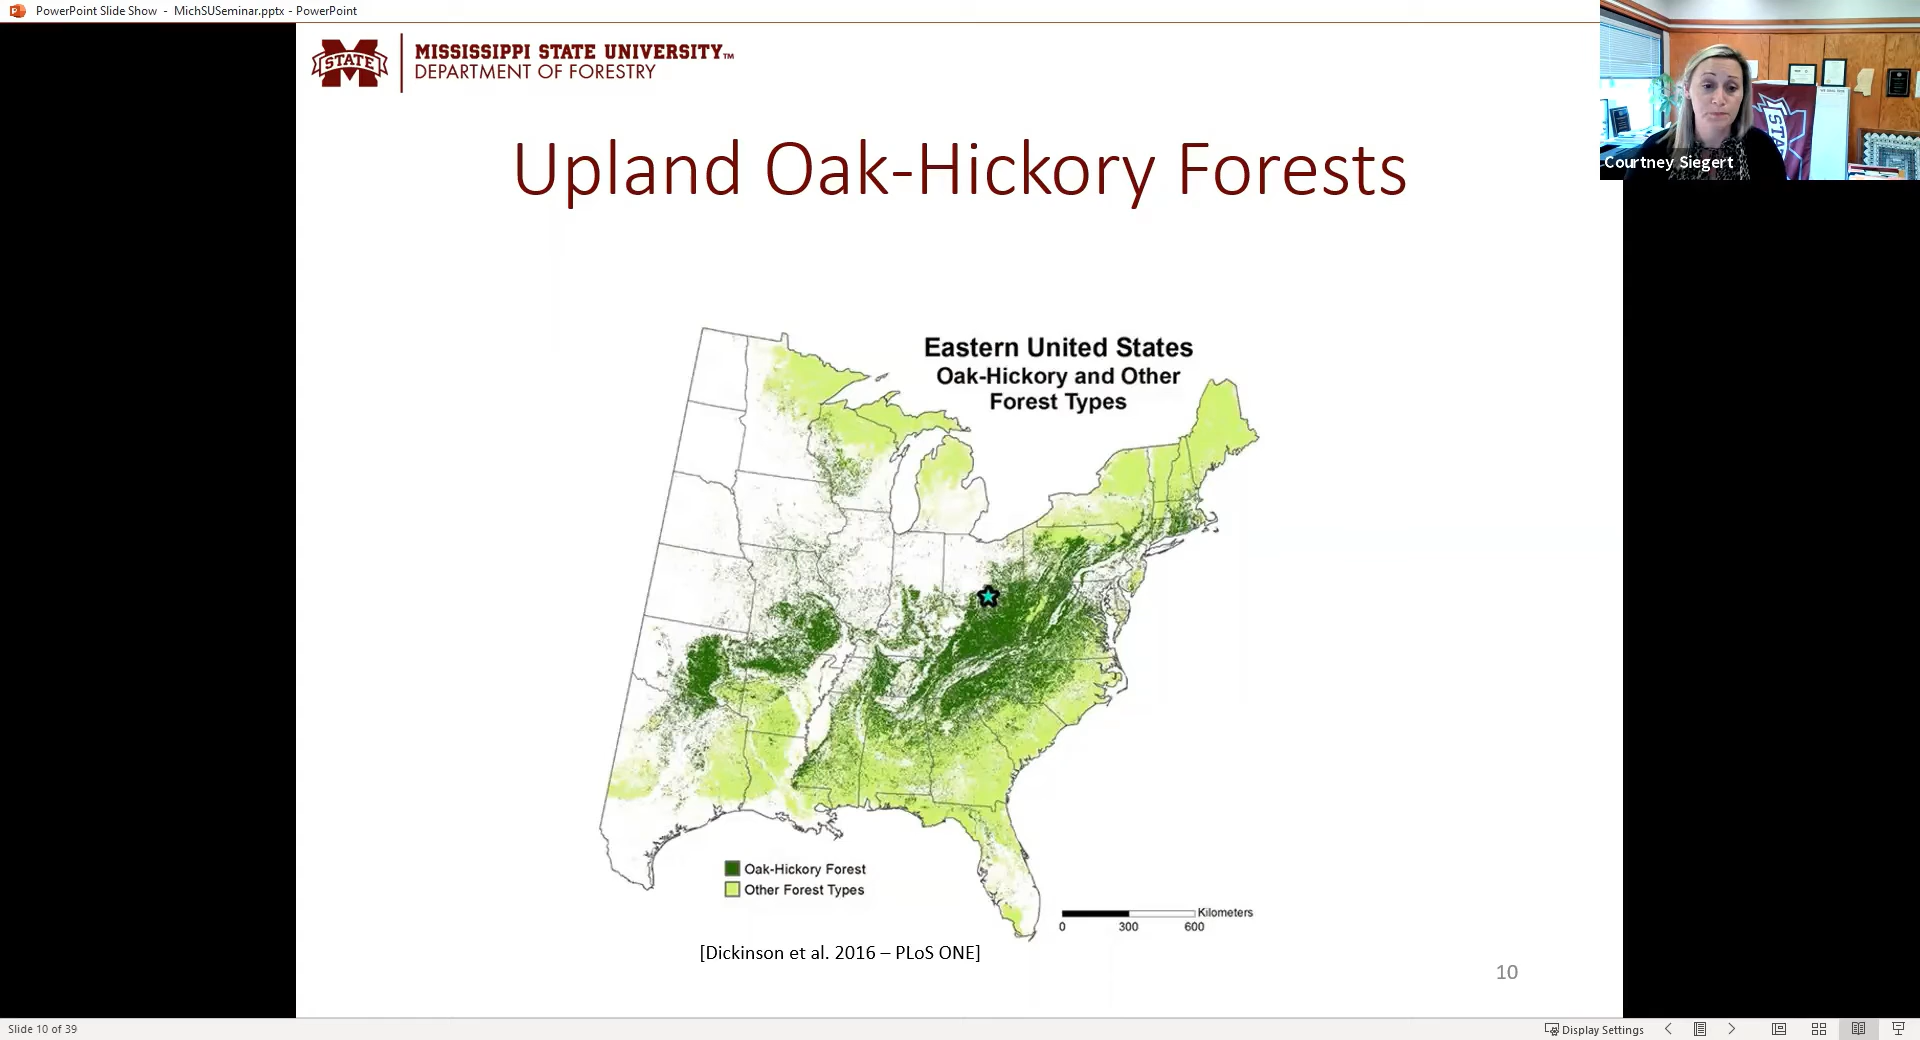 PowerPoint Slide Show - MichSUSeminar.pptx - PowerPoint
STATE
MISSISSIPPI STATE UNIVERSITY™
DEPARTMENT OF FORESTRY
Courtney Siegert
STATE
Upland Oak-Hickory Forests
Eastern United States
Oak-Hickory and Other
Forest Types
Oak-Hickory Forest
Other Forest Types
Kilometers
0 300 600
[Dickinson et al. 2016 – PLoS ONE]
10
Slide 10 of 39
Display Settings